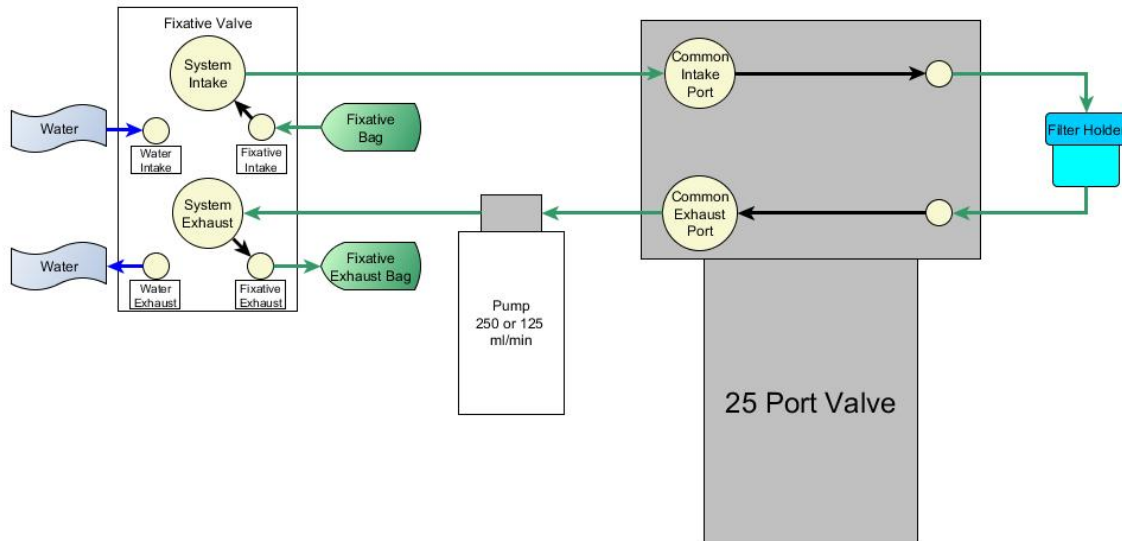 Fixative Valve
System
Intake
Common
Intake
Port
Water
Fixative
Bag
Filter Holder
Water
Intake
Fixative
Intake
System
Exhaust
Common
Exhaust
Port
Water
Fixative
Exhaust Bag
Water
Exhaust
Fixative
Exhaust
Pump
250 or 125
ml/min
25 Port Valve